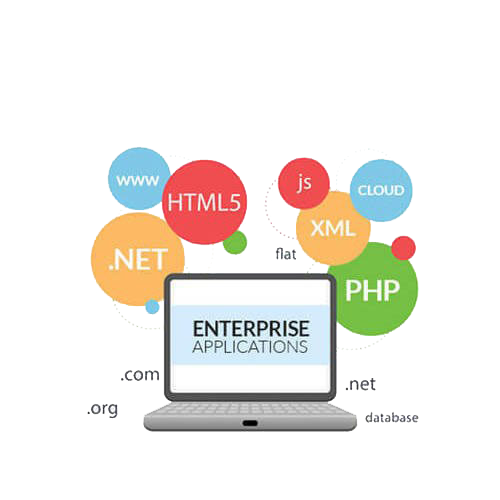 www
HTML5
js
CLOUD
XML
.NET
flat
PHP
ENTERPRISE
APPLICATIONS
.com
.net
.org
database